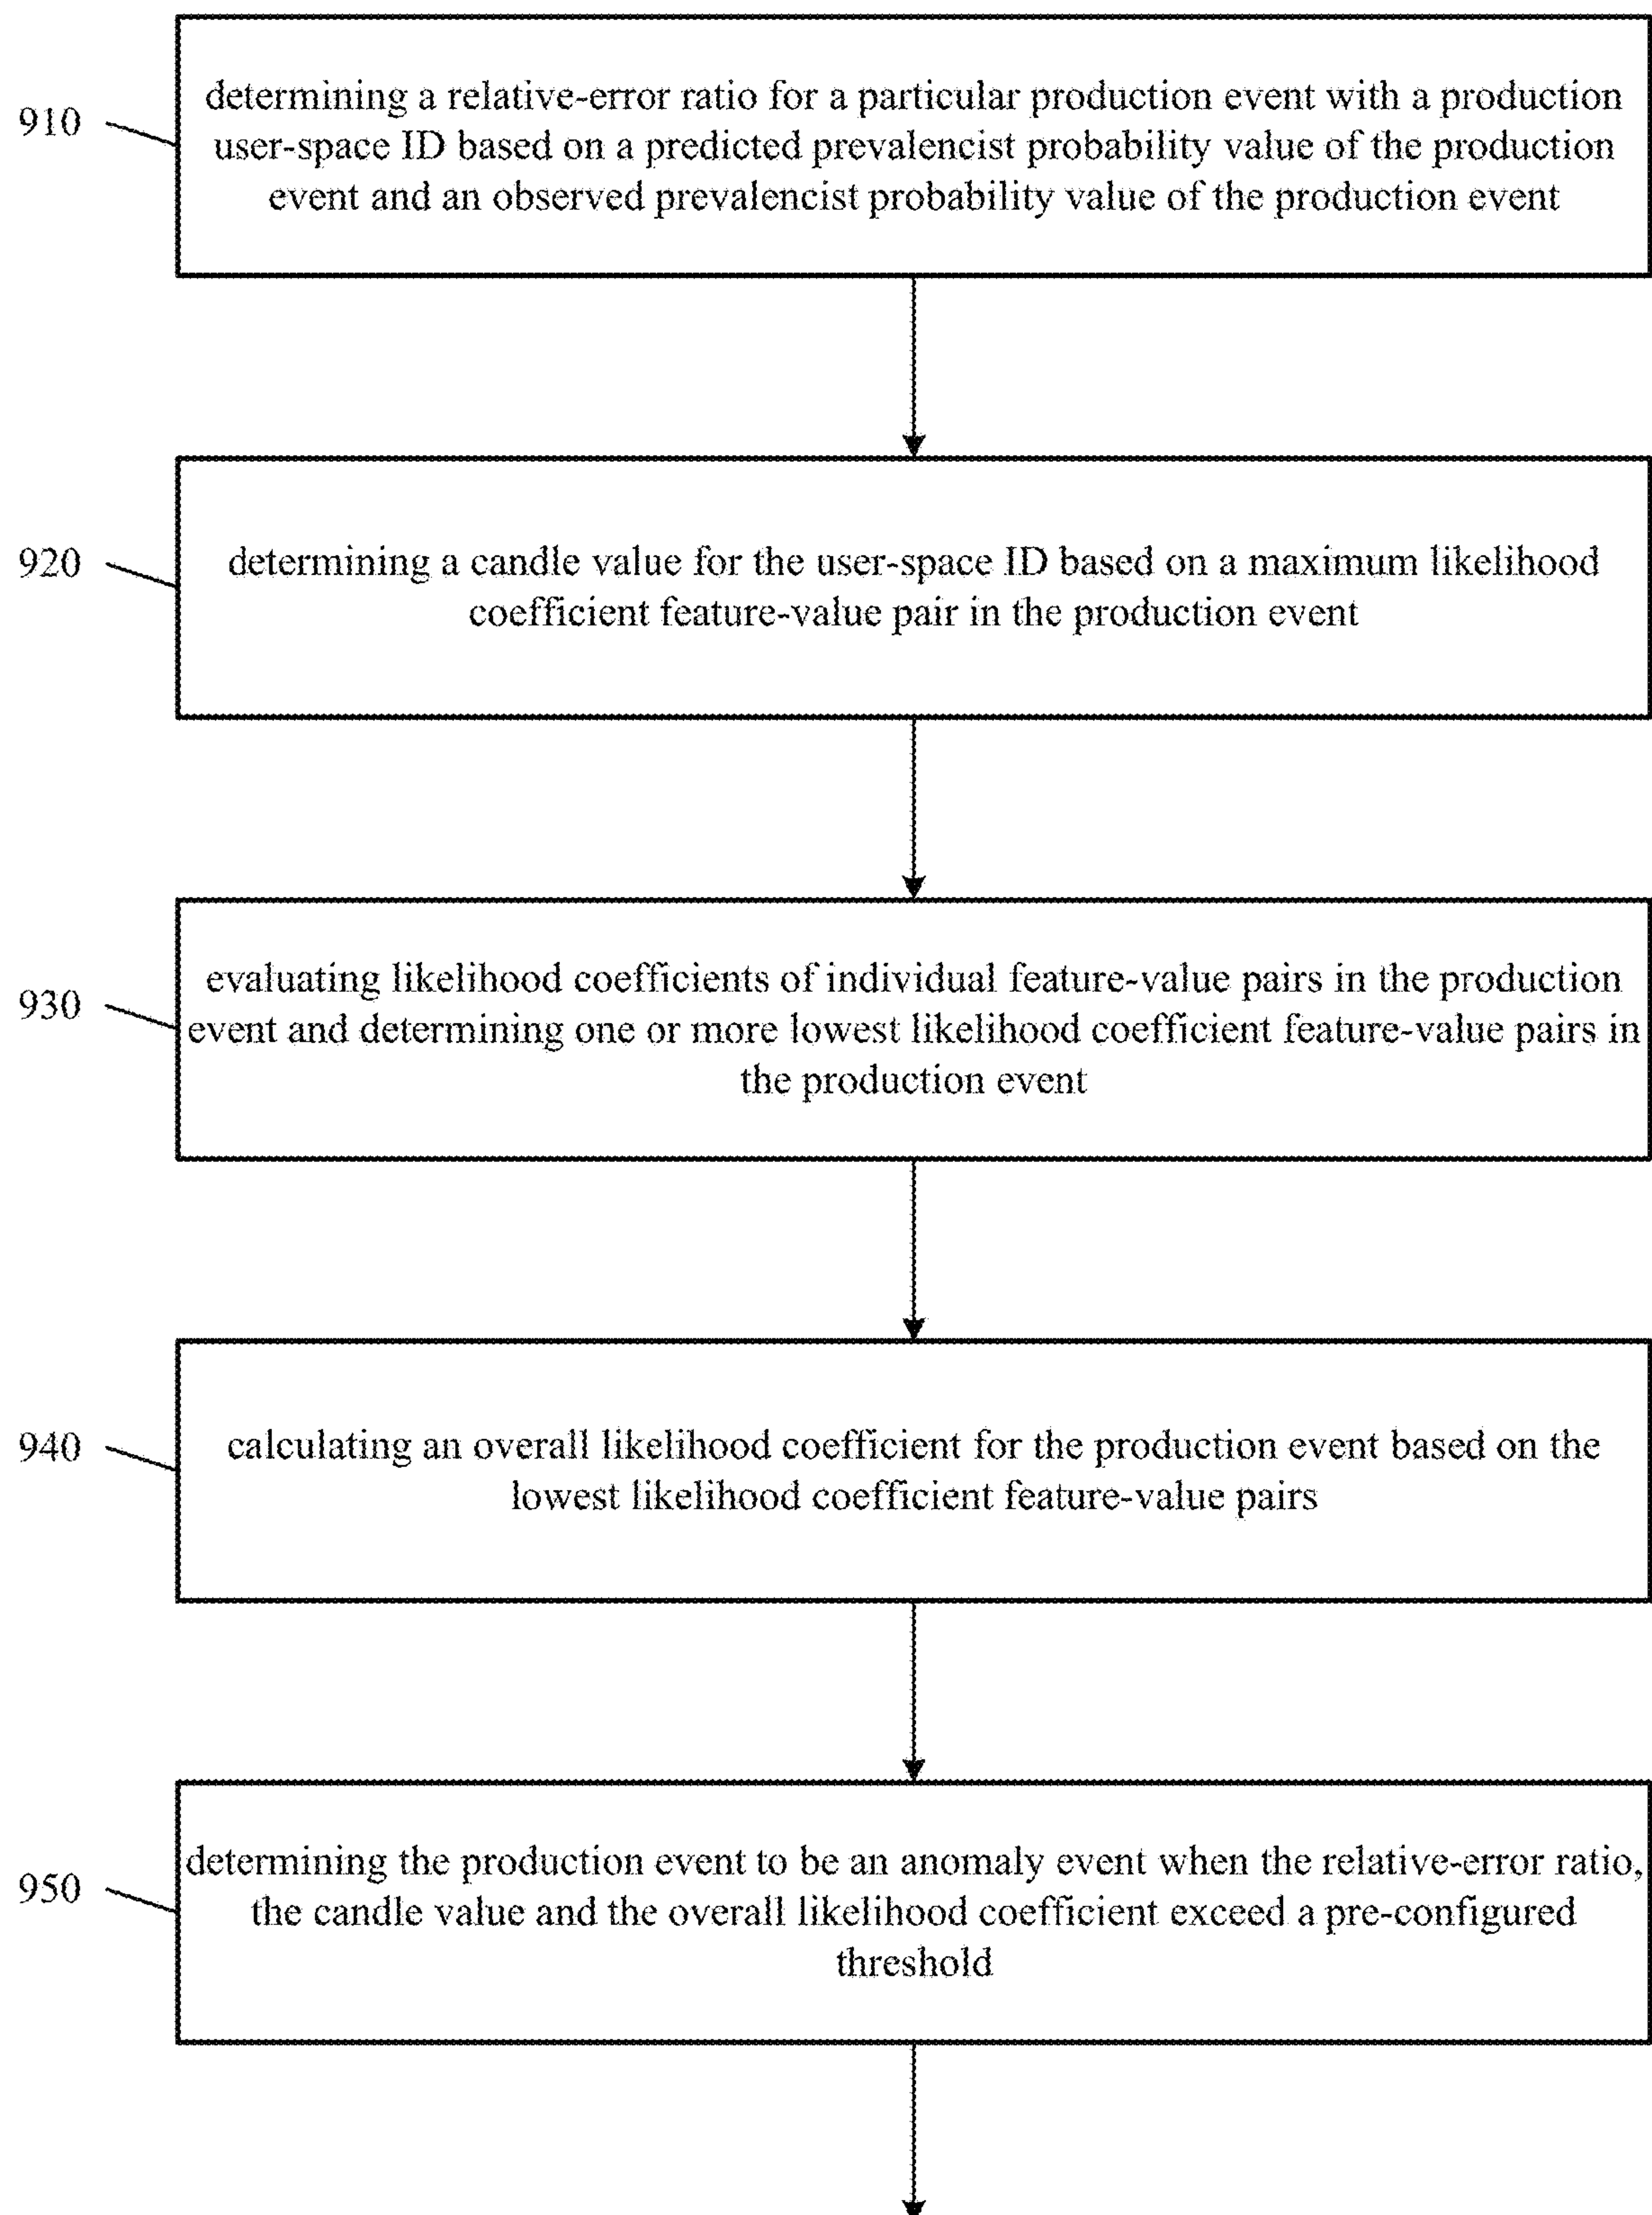 910
determining a relative-error ratio for a particular production event with a production
user-space ID based on a predicted prevalencist probability value of the production
event and an observed prevalencist probability value of the production event
920
determining a candle value for the user-space ID based on a maximum likelihood
coefficient feature-value pair in the production event
930
evaluating likelihood coefficients of individual feature-value pairs in the production
event and determining one or more lowest likelihood coefficient feature-value pairs in
the production event
940
calculating an overall likelihood coefficient for the production event based on the
lowest likelihood coefficient feature-value pairs
950
determining the production event to be an anomaly event when the relative-error ratio,
the candle value and the overall likelihood coefficient exceed a pre-configured
threshold